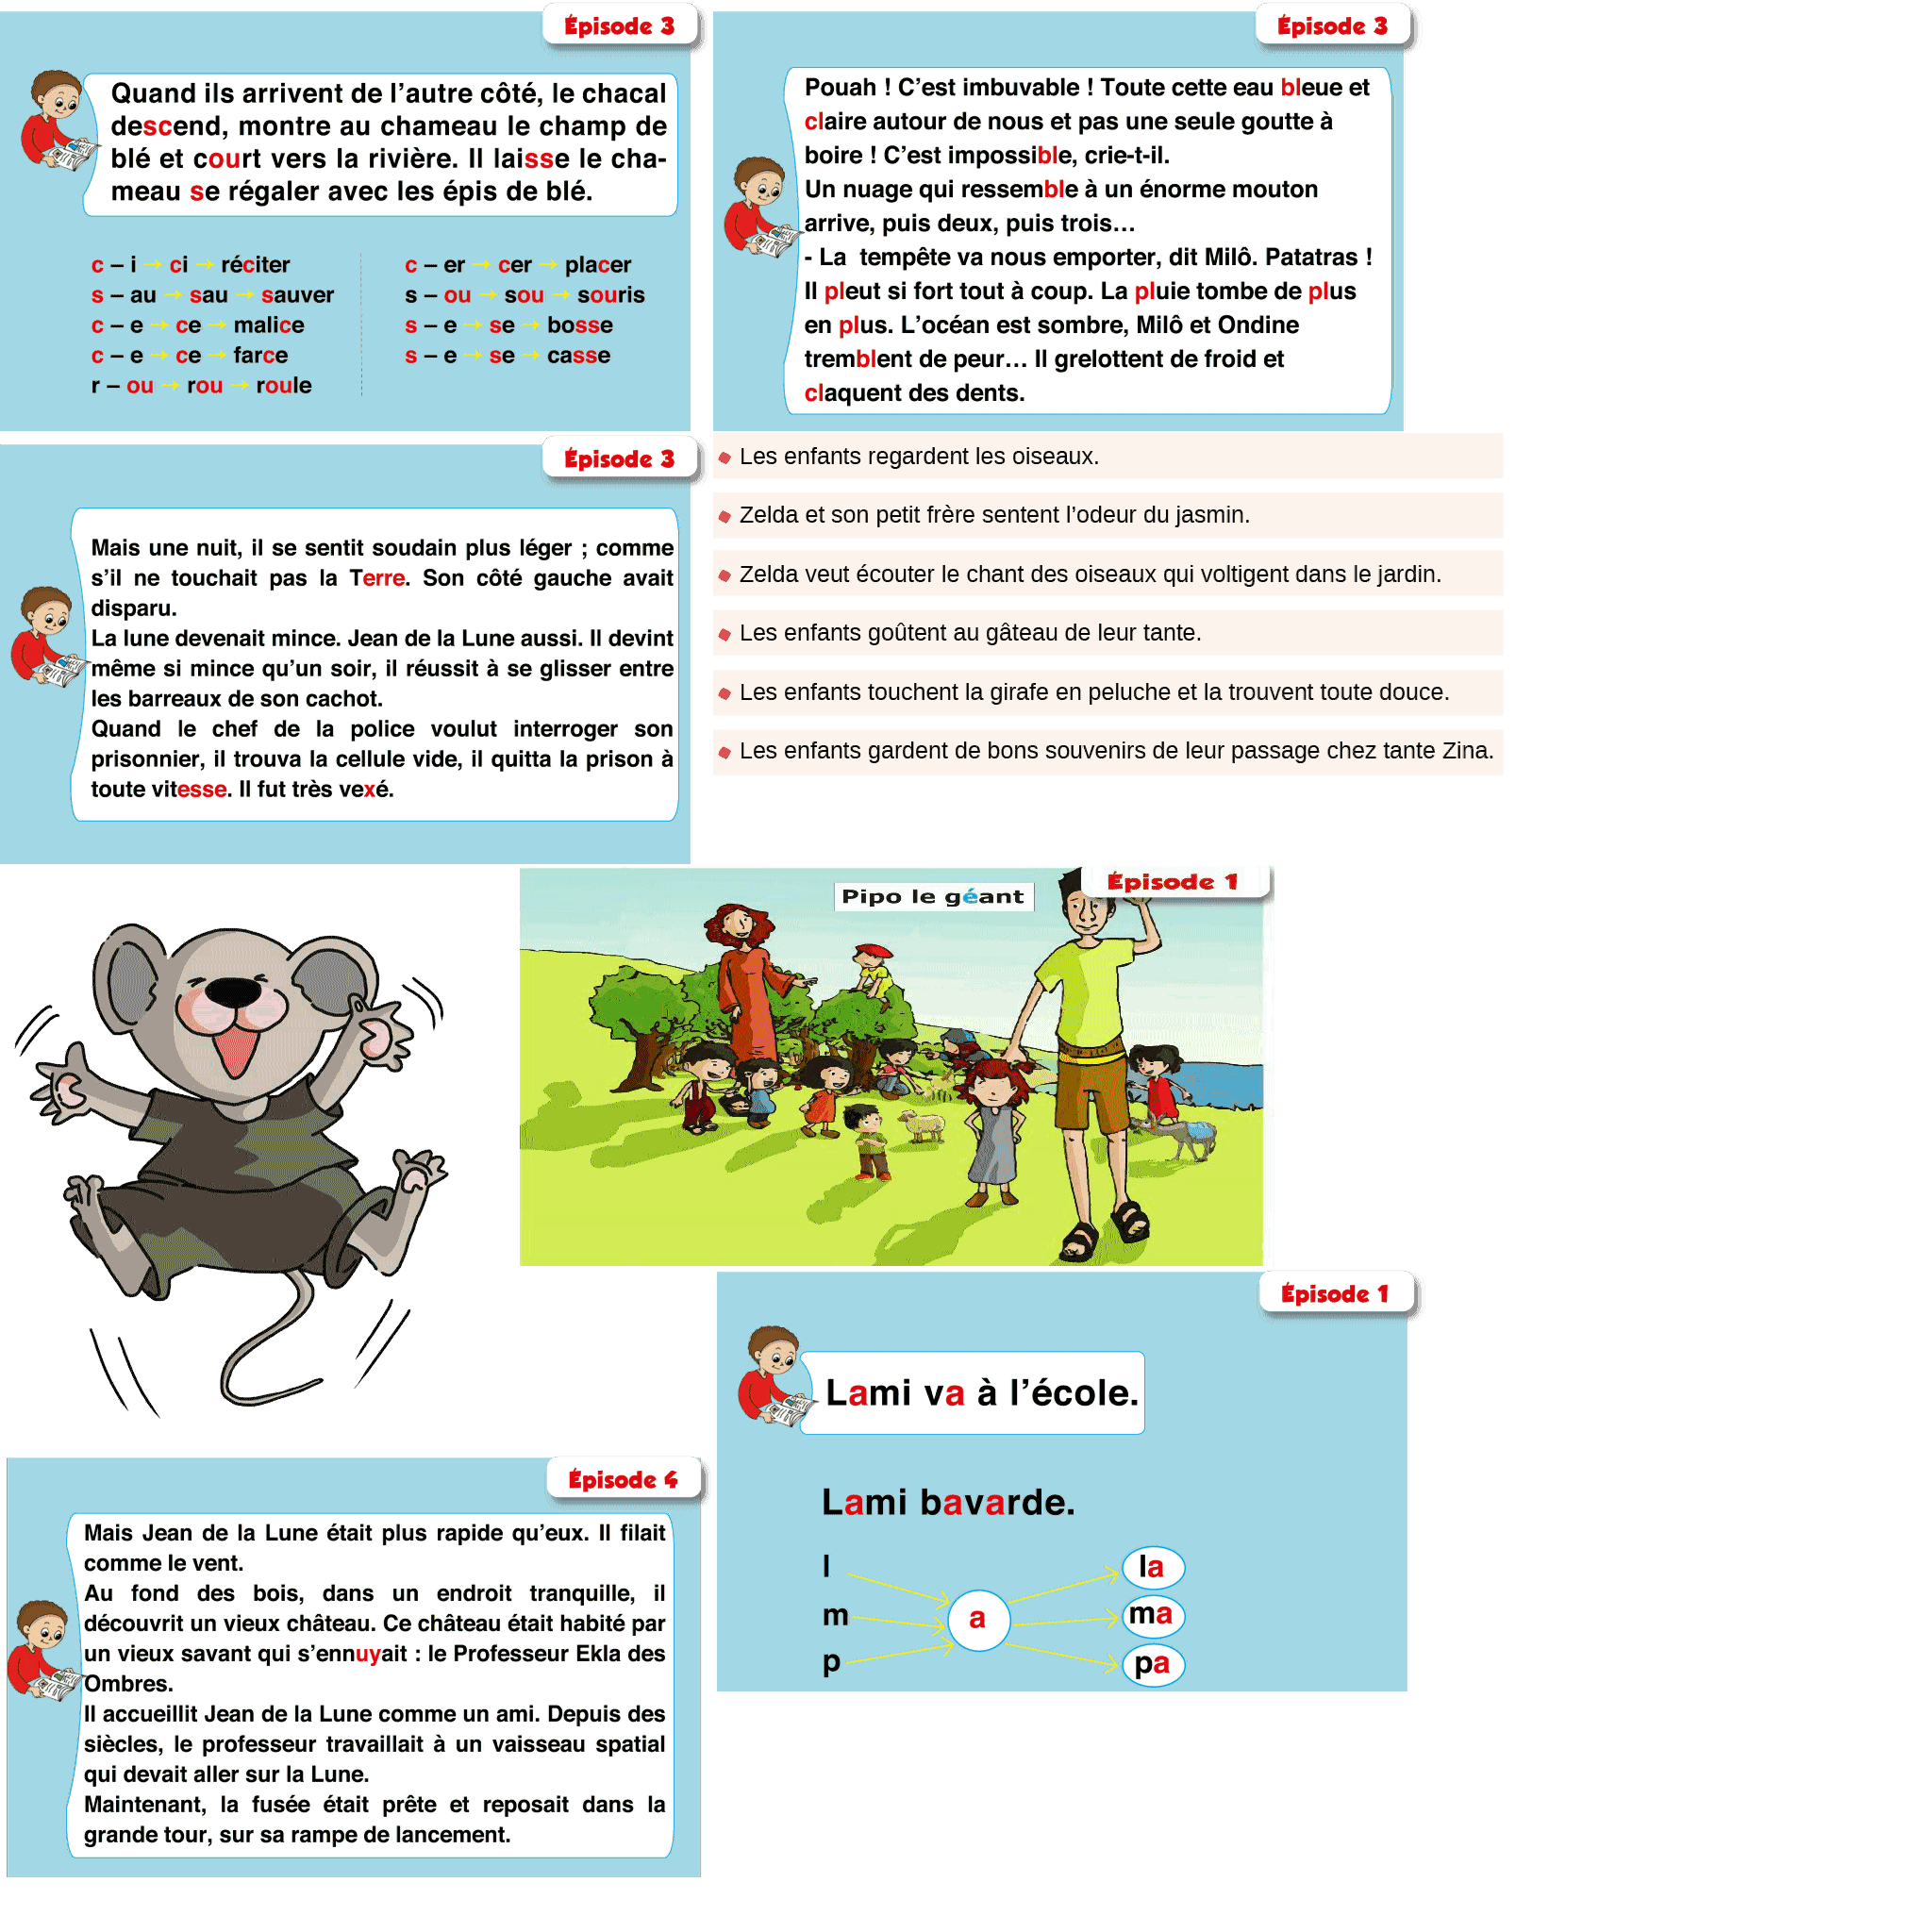 Épisode 3
Quand ils arrivent de l’autre côté, le chacal
descend, montre au chameau le champ de
blé et court vers la rivière. Il laisse le cha-
meau se régaler avec les épis de blé.
c – i → ci → réciter
s – au → sau → sauver
c – e → ce → malice
c – e → ce → farce
r – ou → rou → roule
c – er → cer → placer
s – ou → sou → souris
s – e → se → bosse
s – e → se → casse
Épisode 3
Pouah ! C’est imbuvable ! Toute cette eau bleue et
claire autour de nous et pas une seule goutte à
boire ! C’est impossible, crie-t-il.
Un nuage qui ressemble à un énorme mouton
arrive, puis deux, puis trois…
- La tempête va nous emporter, dit Milô. Patatras !
Il pleut si fort tout à coup. La pluie tombe de plus
en plus. L’océan est sombre, Milô et Ondine
tremblent de peur… Il grelottent de froid et
claquent des dents.
Épisode 3
Mais une nuit, il se sentit soudain plus léger ; comme
s’il ne touchait pas la Terre. Son côté gauche avait
disparu.
La lune devenait mince. Jean de la Lune aussi. Il devint
même si mince qu’un soir, il réussit à se glisser entre
les barreaux de son cachot.
Quand le chef de la police voulut interroger son
prisonnier, il trouva la cellule vide, il quitta la prison à
toute vitesse. Il fut très vexé.
Les enfants regardent les oiseaux.
Zelda et son petit frère sentent l’odeur du jasmin.
Zelda veut écouter le chant des oiseaux qui voltigent dans le jardin.
Les enfants goûtent au gâteau de leur tante.
Les enfants touchent la girafe en peluche et la trouvent toute douce.
Les enfants gardent de bons souvenirs de leur passage chez tante Zina.
Épisode 1
Pipo le géant
Épisode 1
Lami va à l’école.
Lami bavarde.
l
m
p
a
la
ma
pa
Épisode 4
Mais Jean de la Lune était plus rapide qu’eux. Il filait
comme le vent.
Au fond des bois, dans un endroit tranquille, il
découvrit un vieux château. Ce château était habité par
un vieux savant qui s’ennuyait : le Professeur Ekla des
Ombres.
Il accueillit Jean de la Lune comme un ami. Depuis des
siècles, le professeur travaillait à un vaisseau spatial
qui devait aller sur la Lune.
Maintenant, la fusée était prête et reposait dans la
grande tour, sur sa rampe de lancement.